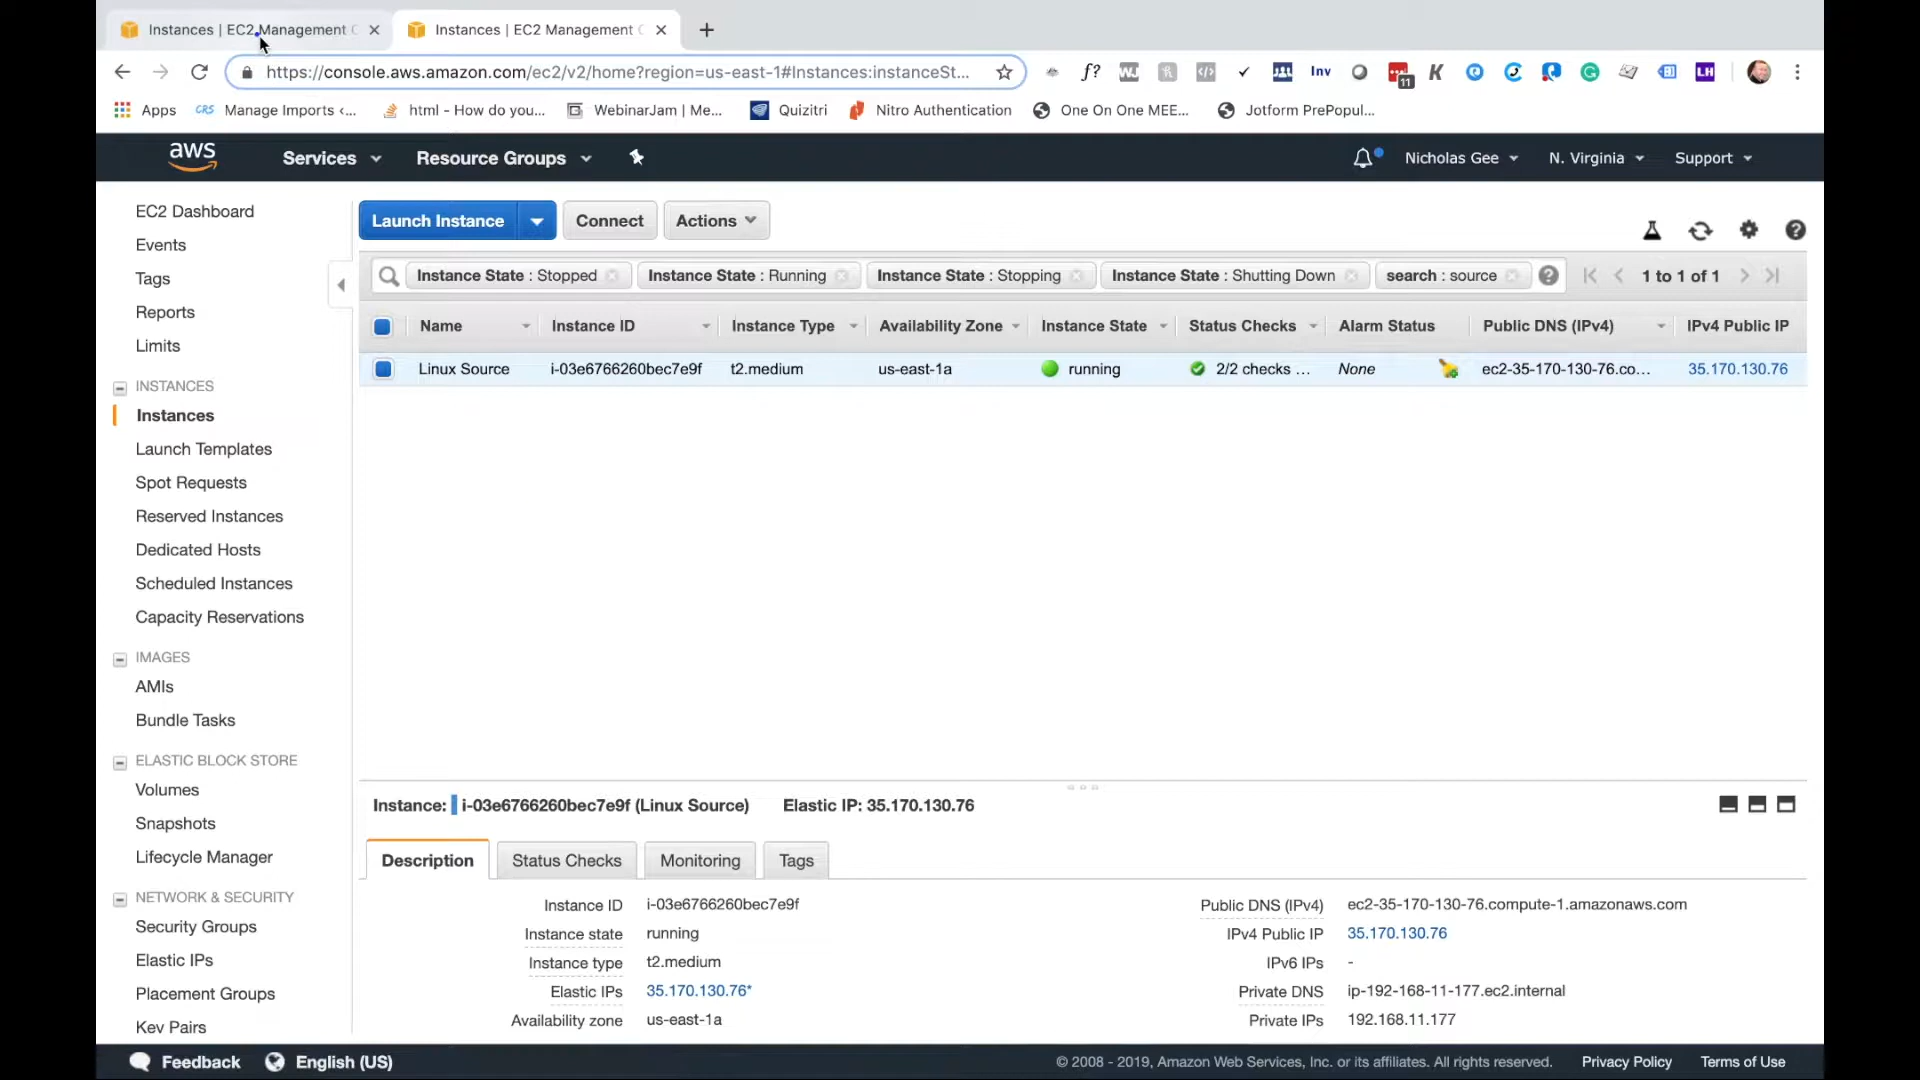 Instances | EC2 Management C
Instances | EC2 Management C
https://console.aws.amazon.com/ec2/v2/home?region=us-east-1#Instances:instanceSt...
f?
WJ
Inv
11
K
LH
Apps
CRS Manage Imports <...
html - How do you...
WebinarJam | Me...
Quizitri
Nitro Authentication
One On One MEE...
Jotform PrePopul...
aws
Services
Resource Groups
Nicholas Gee
N. Virginia
Support
EC2 Dashboard
Events
Tags
Reports
Limits
INSTANCES
Instances
Launch Templates
Spot Requests
Reserved Instances
Dedicated Hosts
Scheduled Instances
Capacity Reservations
IMAGES
AMIs
Bundle Tasks
ELASTIC BLOCK STORE
Volumes
Snapshots
Lifecycle Manager
NETWORK & SECURITY
Security Groups
Elastic IPs
Placement Groups
Key Pairs
Launch Instance
Connect
Actions
Instance State : Stopped
Instance State : Running
Instance State : Stopping
Instance State : Shutting Down
search : source
1 to 1 of 1
Name Instance ID Instance Type Availability Zone Instance State Status Checks Alarm Status Public DNS (IPv4) IPv4 Public IP
Linux Source i-03e6766260bec7e9f t2.medium us-east-1a running 2/2 checks ... None ec2-35-170-130-76.co... 35.170.130.76
Instance: i-03e6766260bec7e9f (Linux Source) Elastic IP: 35.170.130.76
Description
Status Checks
Monitoring
Tags
Instance ID i-03e6766260bec7e9f
Instance state running
Instance type t2.medium
Elastic IPs 35.170.130.76*
Availability zone us-east-1a
Public DNS (IPv4) ec2-35-170-130-76.compute-1.amazonaws.com
IPv4 Public IP 35.170.130.76
IPv6 IPs -
Private DNS ip-192-168-11-177.ec2.internal
Private IPs 192.168.11.177
Feedback
English (US)
© 2008 - 2019, Amazon Web Services, Inc. or its affiliates. All rights reserved.
Privacy Policy
Terms of Use